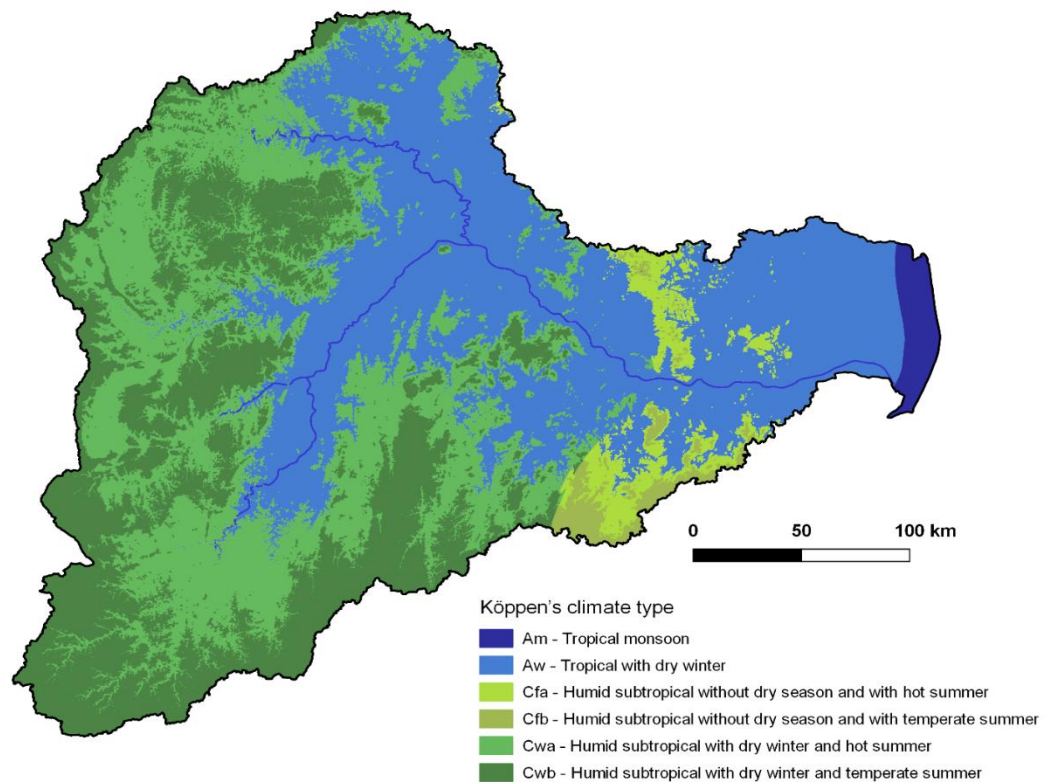 0 50 100 km
Köppen's climate type
Am - Tropical monsoon
Aw - Tropical with dry winter
Cfa - Humid subtropical without dry season and with hot summer
Cfb - Humid subtropical without dry season and with temperate summer
Cwa - Humid subtropical with dry winter and hot summer
Cwb - Humid subtropical with dry winter and temperate summer